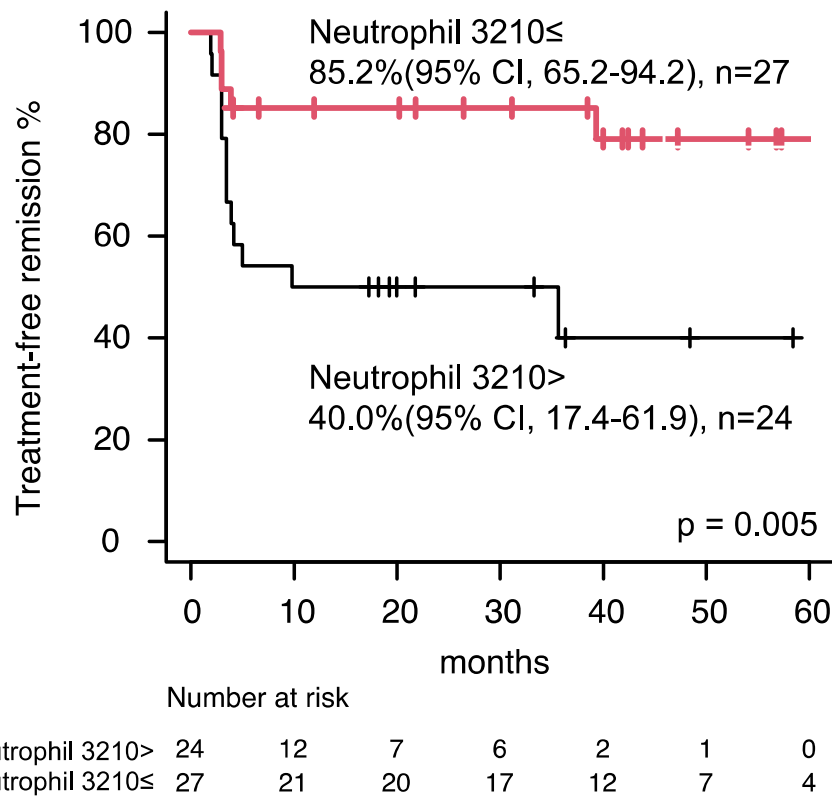 Treatment-free remission %
100
80
60
40
20
0
Neutrophil 3210≤
85.2%(95% CI, 65.2-94.2), n=27
Neutrophil 3210>
40.0%(95% CI, 17.4-61.9), n=24
p = 0.005
0 10 20 30 40 50 60
months
Number at risk
utrophil 3210> 24 12 7 6 2 1 0
utrophil 3210≤ 27 21 20 17 12 7 4